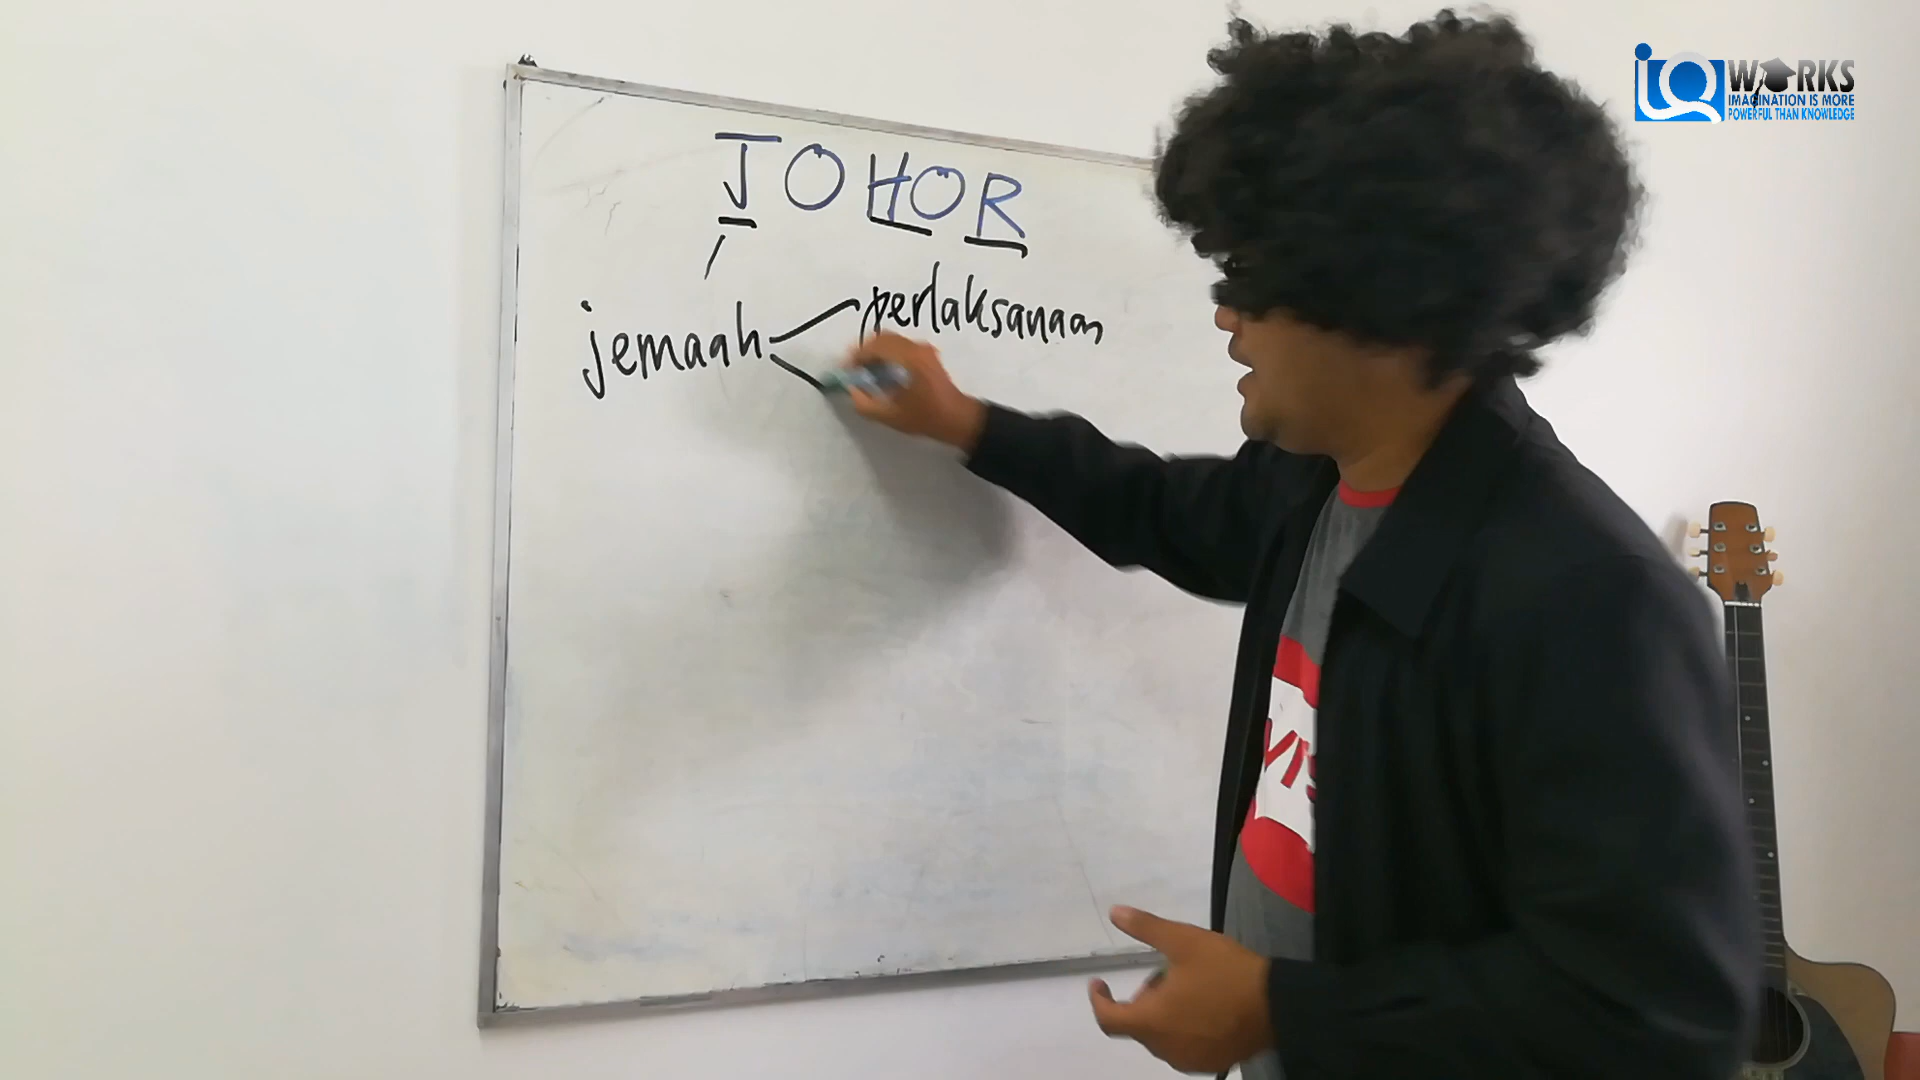 iQ WORKS
IMAGINATION IS MORE
POWERFUL THAN KNOWLEDGE
JOHOR
jemaah
perlaksanaan